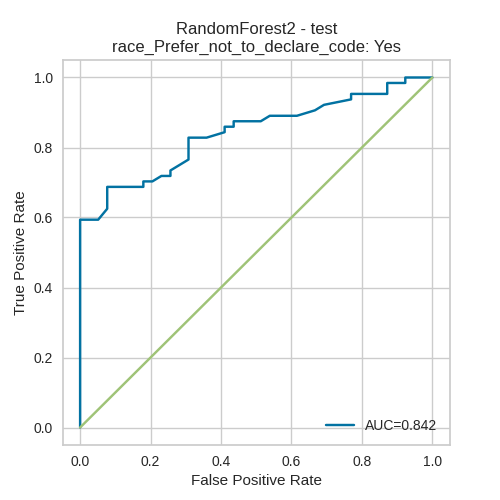 RandomForest2 - test
race_Prefer_not_to_declare_code: Yes
1.0
0.8
0.6
0.4
0.2
0.0
True Positive Rate
AUC=0.842
0.0 0.2 0.4 0.6 0.8 1.0
False Positive Rate